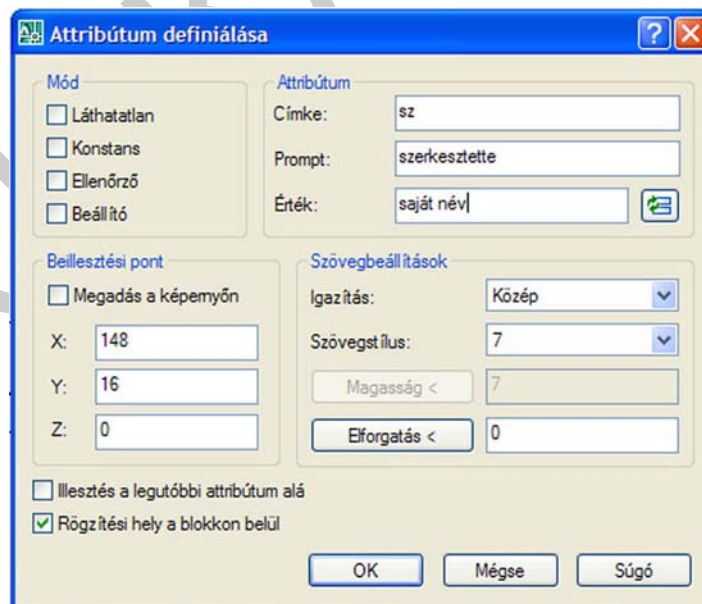 Attribútum definiálása
Mód
Láthatatlan
Konstans
Ellenőrző
Beállító
Attribútum
Címke: sz
Prompt: szerkesztette
Érték: saját név
Beillesztési pont
Megadás a képernyőn
X: 148
Y: 16
Z: 0
Szövegbeállítások
Igazítás: Közép
Szövegstílus: 7
Magasság < 7
Elforgatás < 0
Illesztés a legutóbbi attribútum alá
Rögzítési hely a blokkon belül
OK Mégse Súgó